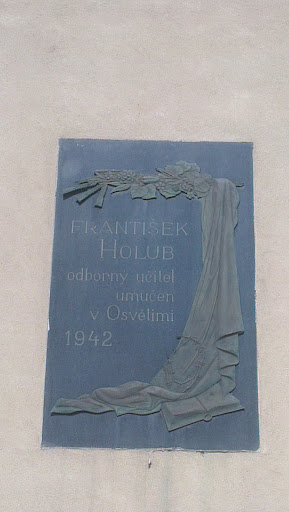 FRANTIŠEK
HOLUB
odborný učitel
umučen
v Osvětimi
1942